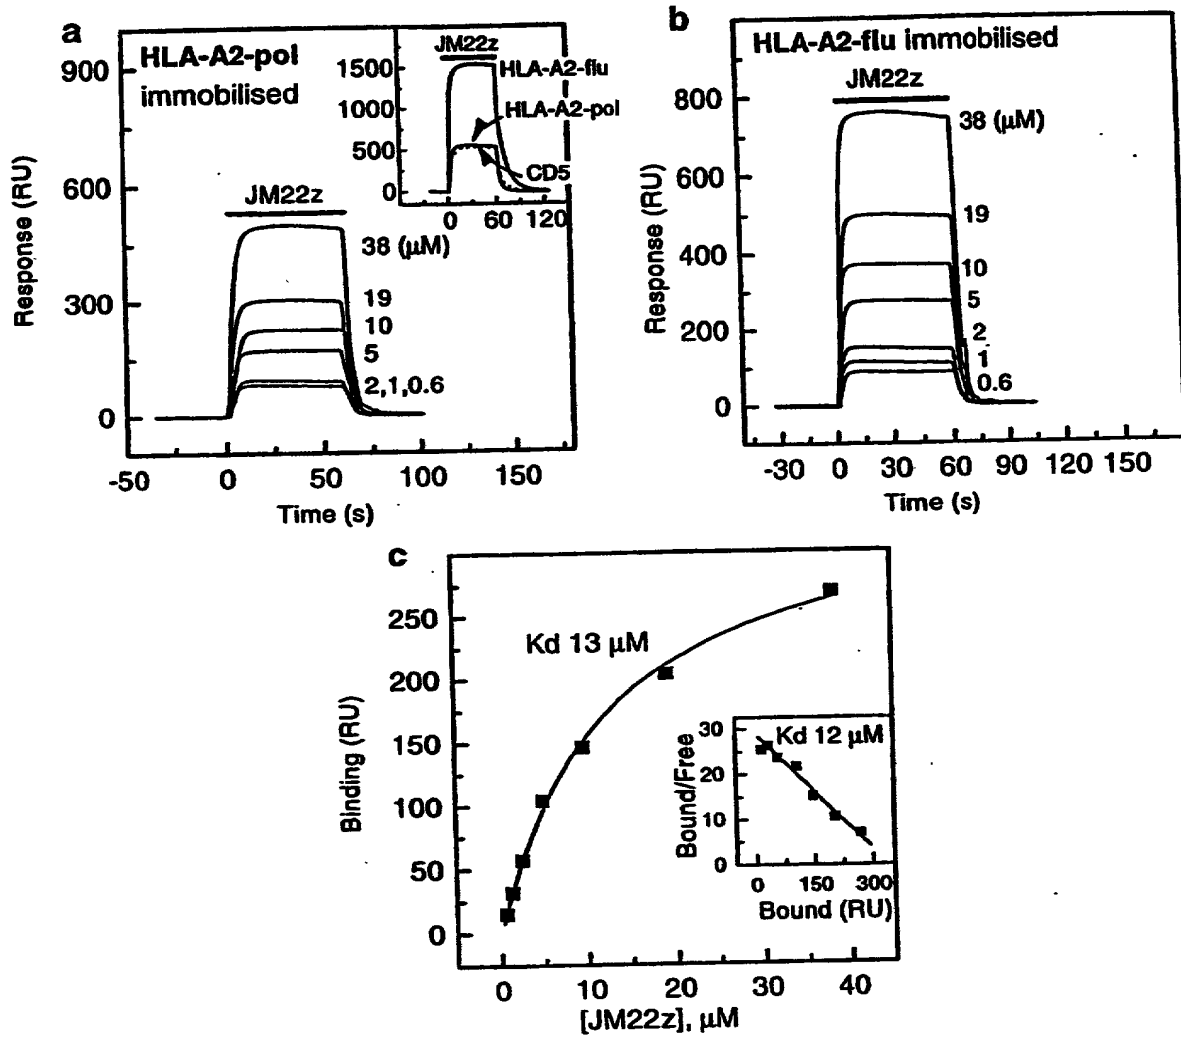 a
HLA-A2-pol
immobilised
JM22z
38 (μM)
19
10
5
2,1,0.6
900
600
300
0
-50
0
50
100
150
Response (RU)
Time (s)
JM22z
HLA-A2-flu
HLA-A2-pol
CD5
1500
1000
500
0
0
60
120
b
HLA-A2-flu immobilised
JM22z
38 (μM)
19
10
5
2
1
0.6
800
600
400
200
0
-30
0
30
60
90
120
150
Response (RU)
Time (s)
c
Kd 13 μM
250
200
150
100
50
0
0
10
20
30
40
Binding (RU)
[JM22z], μM
Kd 12 μM
30
20
10
0
0
150
300
Bound/Free
Bound (RU)